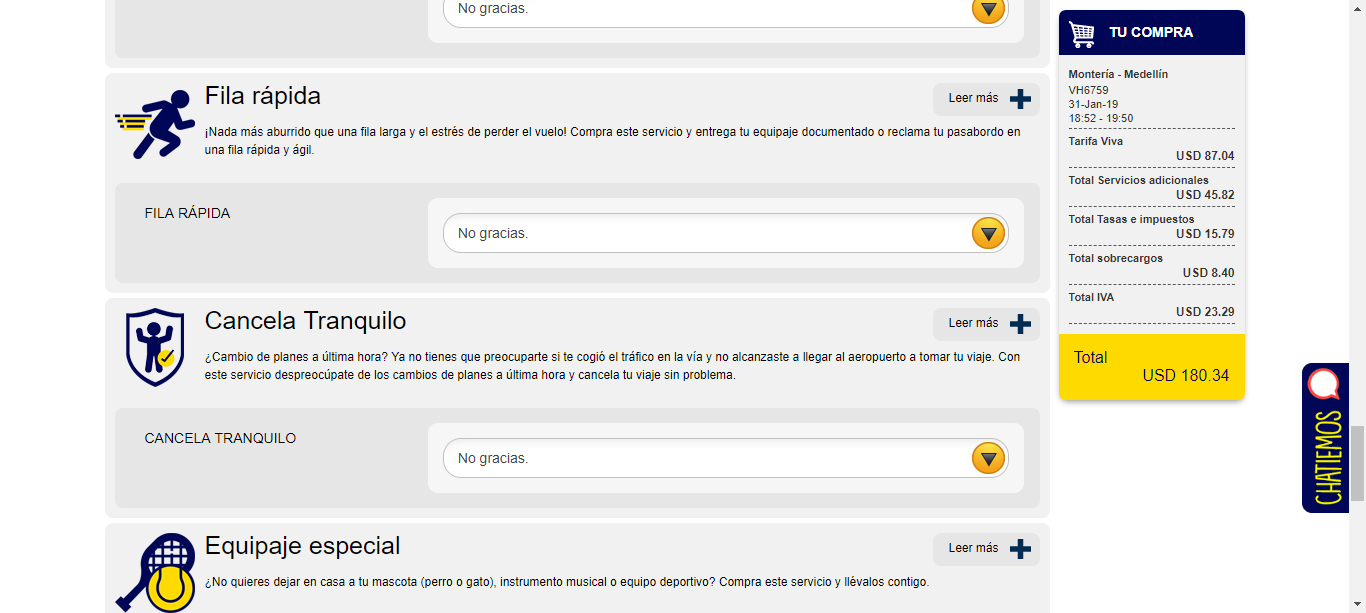 No gracias.
Fila rápida
Leer más
¡Nada más aburrido que una fila larga y el estrés de perder el vuelo! Compra este servicio y entrega tu equipaje documentado o reclama tu pasabordo en
una fila rápida y ágil.
FILA RÁPIDA
No gracias.
Cancela Tranquilo
Leer más
¿Cambio de planes a última hora? Ya no tienes que preocuparte si te cogió el tráfico en la vía y no alcanzaste a llegar al aeropuerto a tomar tu viaje. Con
este servicio despreocúpate de los cambios de planes a última hora y cancela tu viaje sin problema.
CANCELA TRANQUILO
No gracias.
Equipaje especial
Leer más
¿No quieres dejar en casa a tu mascota (perro o gato), instrumento musical o equipo deportivo? Compra este servicio y llévalos contigo.
TU COMPRA
Montería - Medellín
VH6759
31-Jan-19
18:52 - 19:50
Tarifa Viva
USD 87.04
Total Servicios adicionales
USD 45.82
Total Tasas e impuestos
USD 15.79
Total sobrecargos
USD 8.40
Total IVA
USD 23.29
Total
USD 180.34
CHATIEMOS